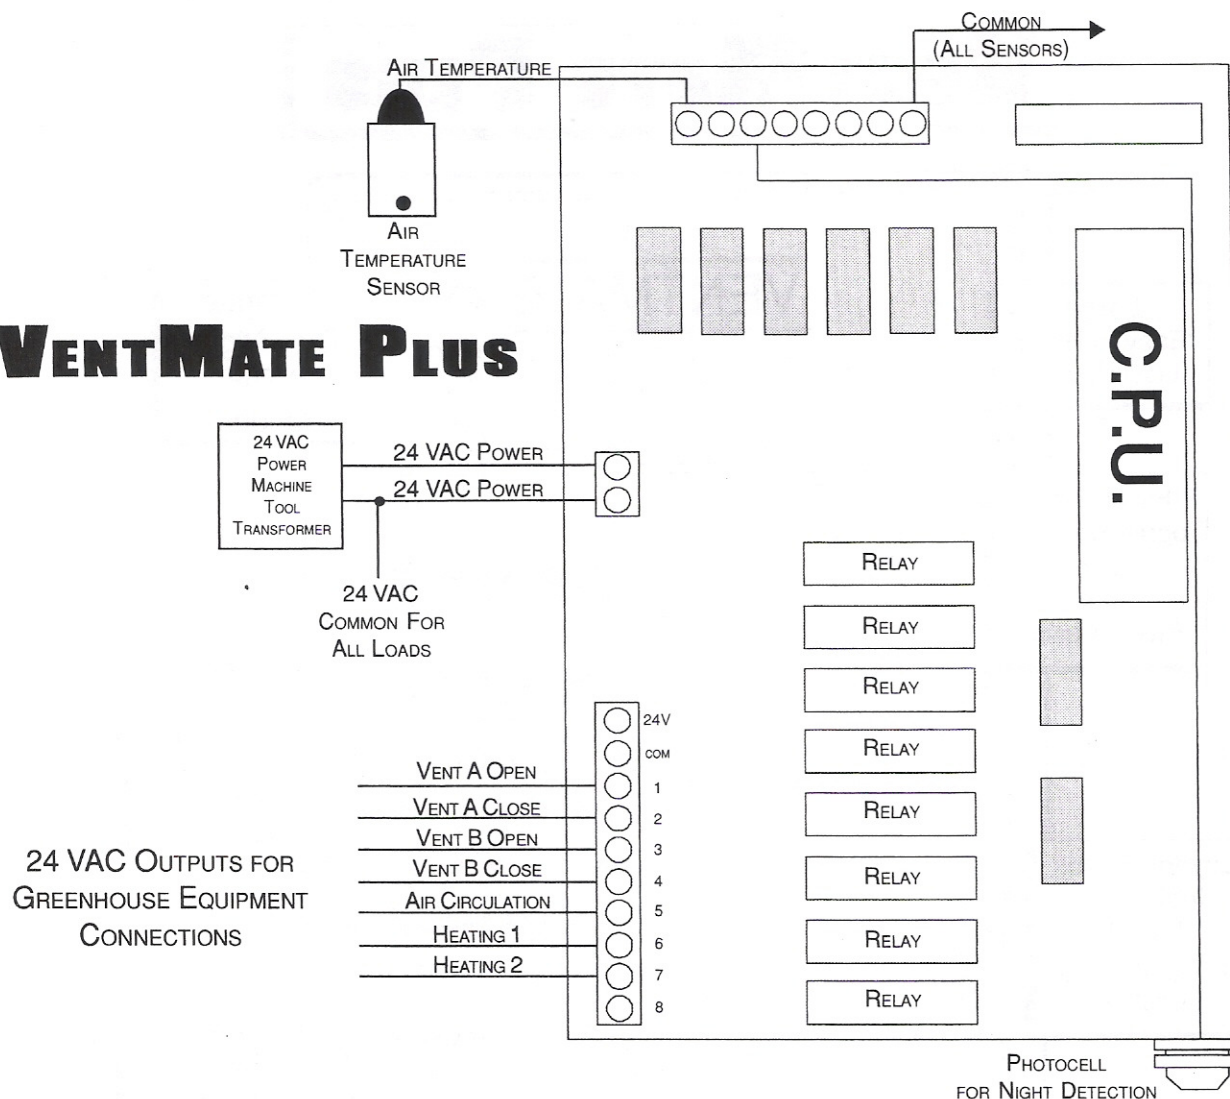 Common
(All Sensors)
Air Temperature
Air
Temperature
Sensor
VentMate Plus
24 VAC
Power
Machine
Tool
Transformer
24 VAC Power
24 VAC Power
24 VAC
Common For
All Loads
C.P.U.
Relay
Relay
Relay
Relay
Relay
Relay
Relay
Relay
24V
COM
Vent A Open
1
Vent A Close
2
Vent B Open
3
Vent B Close
4
Air Circulation
5
Heating 1
6
Heating 2
7
8
24 VAC Outputs for
Greenhouse Equipment
Connections
Photocell
for Night Detection